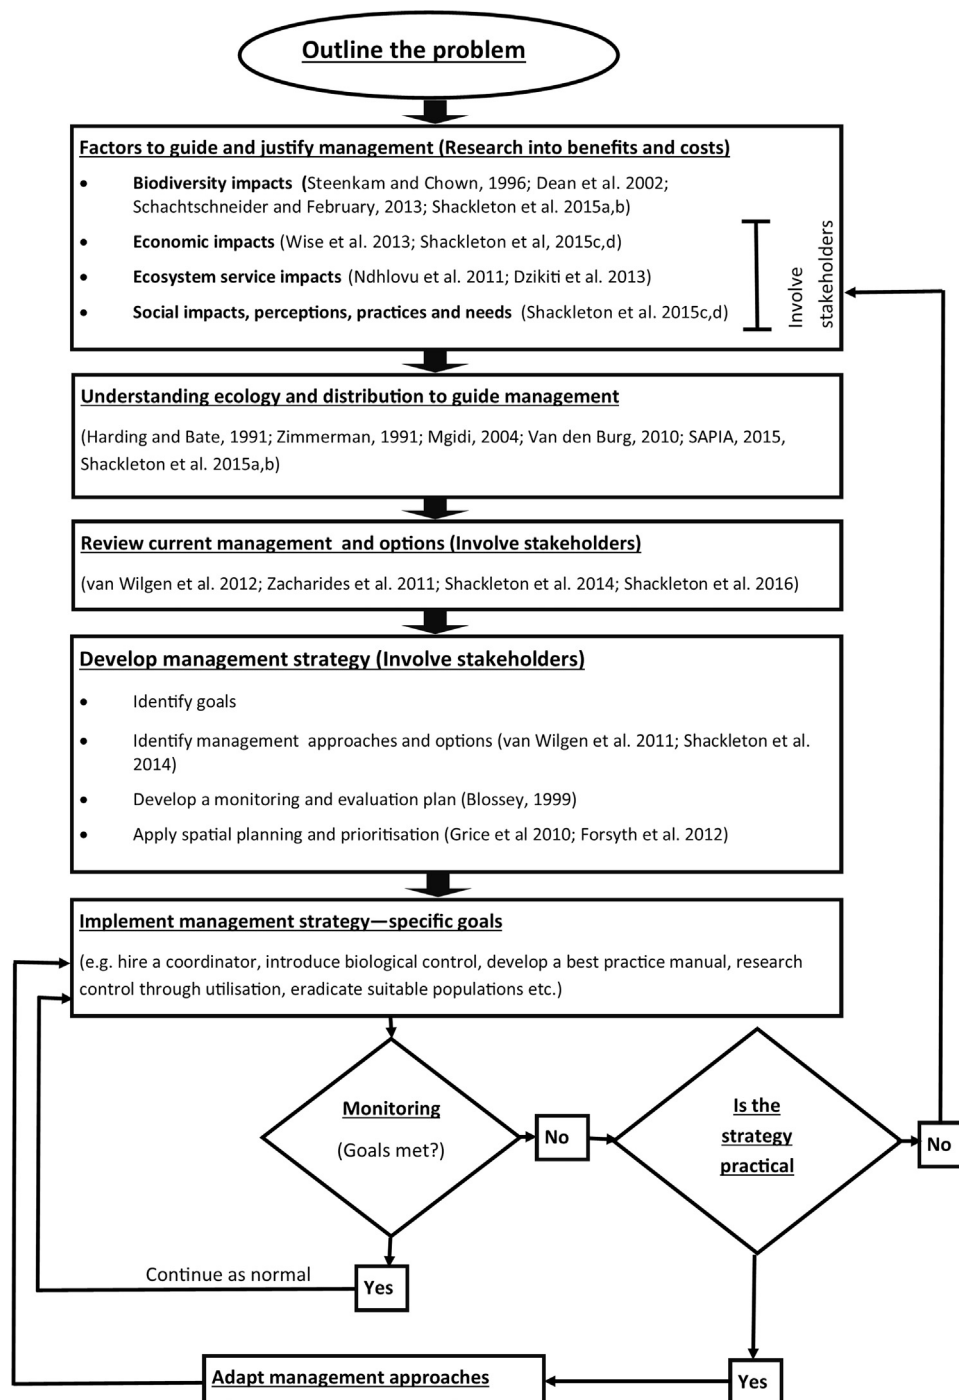 Outline the problem
Factors to guide and justify management (Research into benefits and costs)
• Biodiversity impacts (Steenkam and Chown, 1996; Dean et al. 2002;
Schachtschneider and February, 2013; Shackleton et al. 2015a,b)
• Economic impacts (Wise et al. 2013; Shackleton et al, 2015c,d)
• Ecosystem service impacts (Ndhlovu et al. 2011; Dzikiti et al. 2013)
• Social impacts, perceptions, practices and needs (Shackleton et al. 2015c,d)
Involve
stakeholders
Understanding ecology and distribution to guide management
(Harding and Bate, 1991; Zimmerman, 1991; Mgidi, 2004; Van den Burg, 2010; SAPIA, 2015,
Shackleton et al. 2015a,b)
Review current management and options (Involve stakeholders)
(van Wilgen et al. 2012; Zacharides et al. 2011; Shackleton et al. 2014; Shackleton et al. 2016)
Develop management strategy (Involve stakeholders)
• Identify goals
• Identify management approaches and options (van Wilgen et al. 2011; Shackleton et al.
2014)
• Develop a monitoring and evaluation plan (Blossey, 1999)
• Apply spatial planning and prioritisation (Grice et al 2010; Forsyth et al. 2012)
Implement management strategy—specific goals
(e.g. hire a coordinator, introduce biological control, develop a best practice manual, research
control through utilisation, eradicate suitable populations etc.)
Monitoring
(Goals met?)
No
Is the
strategy
practical
No
Continue as normal
Yes
Adapt management approaches
Yes